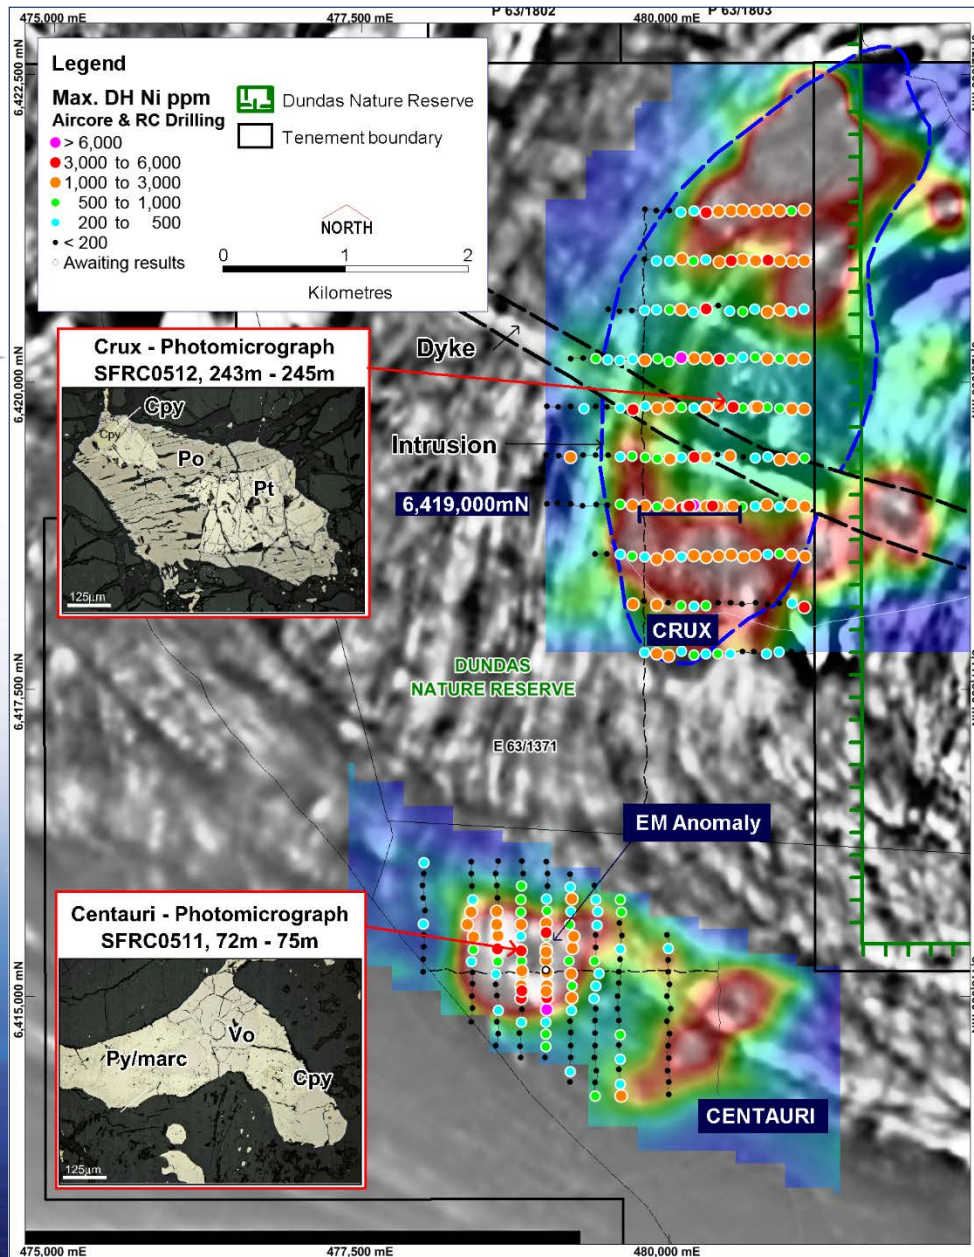 475,000 mE
477,500 mE
P 63/1802
480,000 mE
P 63/1803
Legend
Max. DH Ni ppm
Aircore & RC Drilling
> 6,000
3,000 to 6,000
1,000 to 3,000
500 to 1,000
200 to 500
< 200
Awaiting results
Dundas Nature Reserve
Tenement boundary
NORTH
0 1 2
Kilometres
6,422,500 mN
Crux - Photomicrograph
SFRC0512, 243m - 245m
Cpy
Cpy
Po
Pt
125µm
Dyke
Intrusion
6,419,000mN
6,420,000 mN
CRUX
DUNDAS
NATURE RESERVE
E 63/1371
6,417,500 mN
EM Anomaly
Centauri - Photomicrograph
SFRC0511, 72m - 75m
Py/marc
Vo
Cpy
125µm
6,415,000 mN
CENTAURI
475,000 mE
477,500 mE
480,000 mE